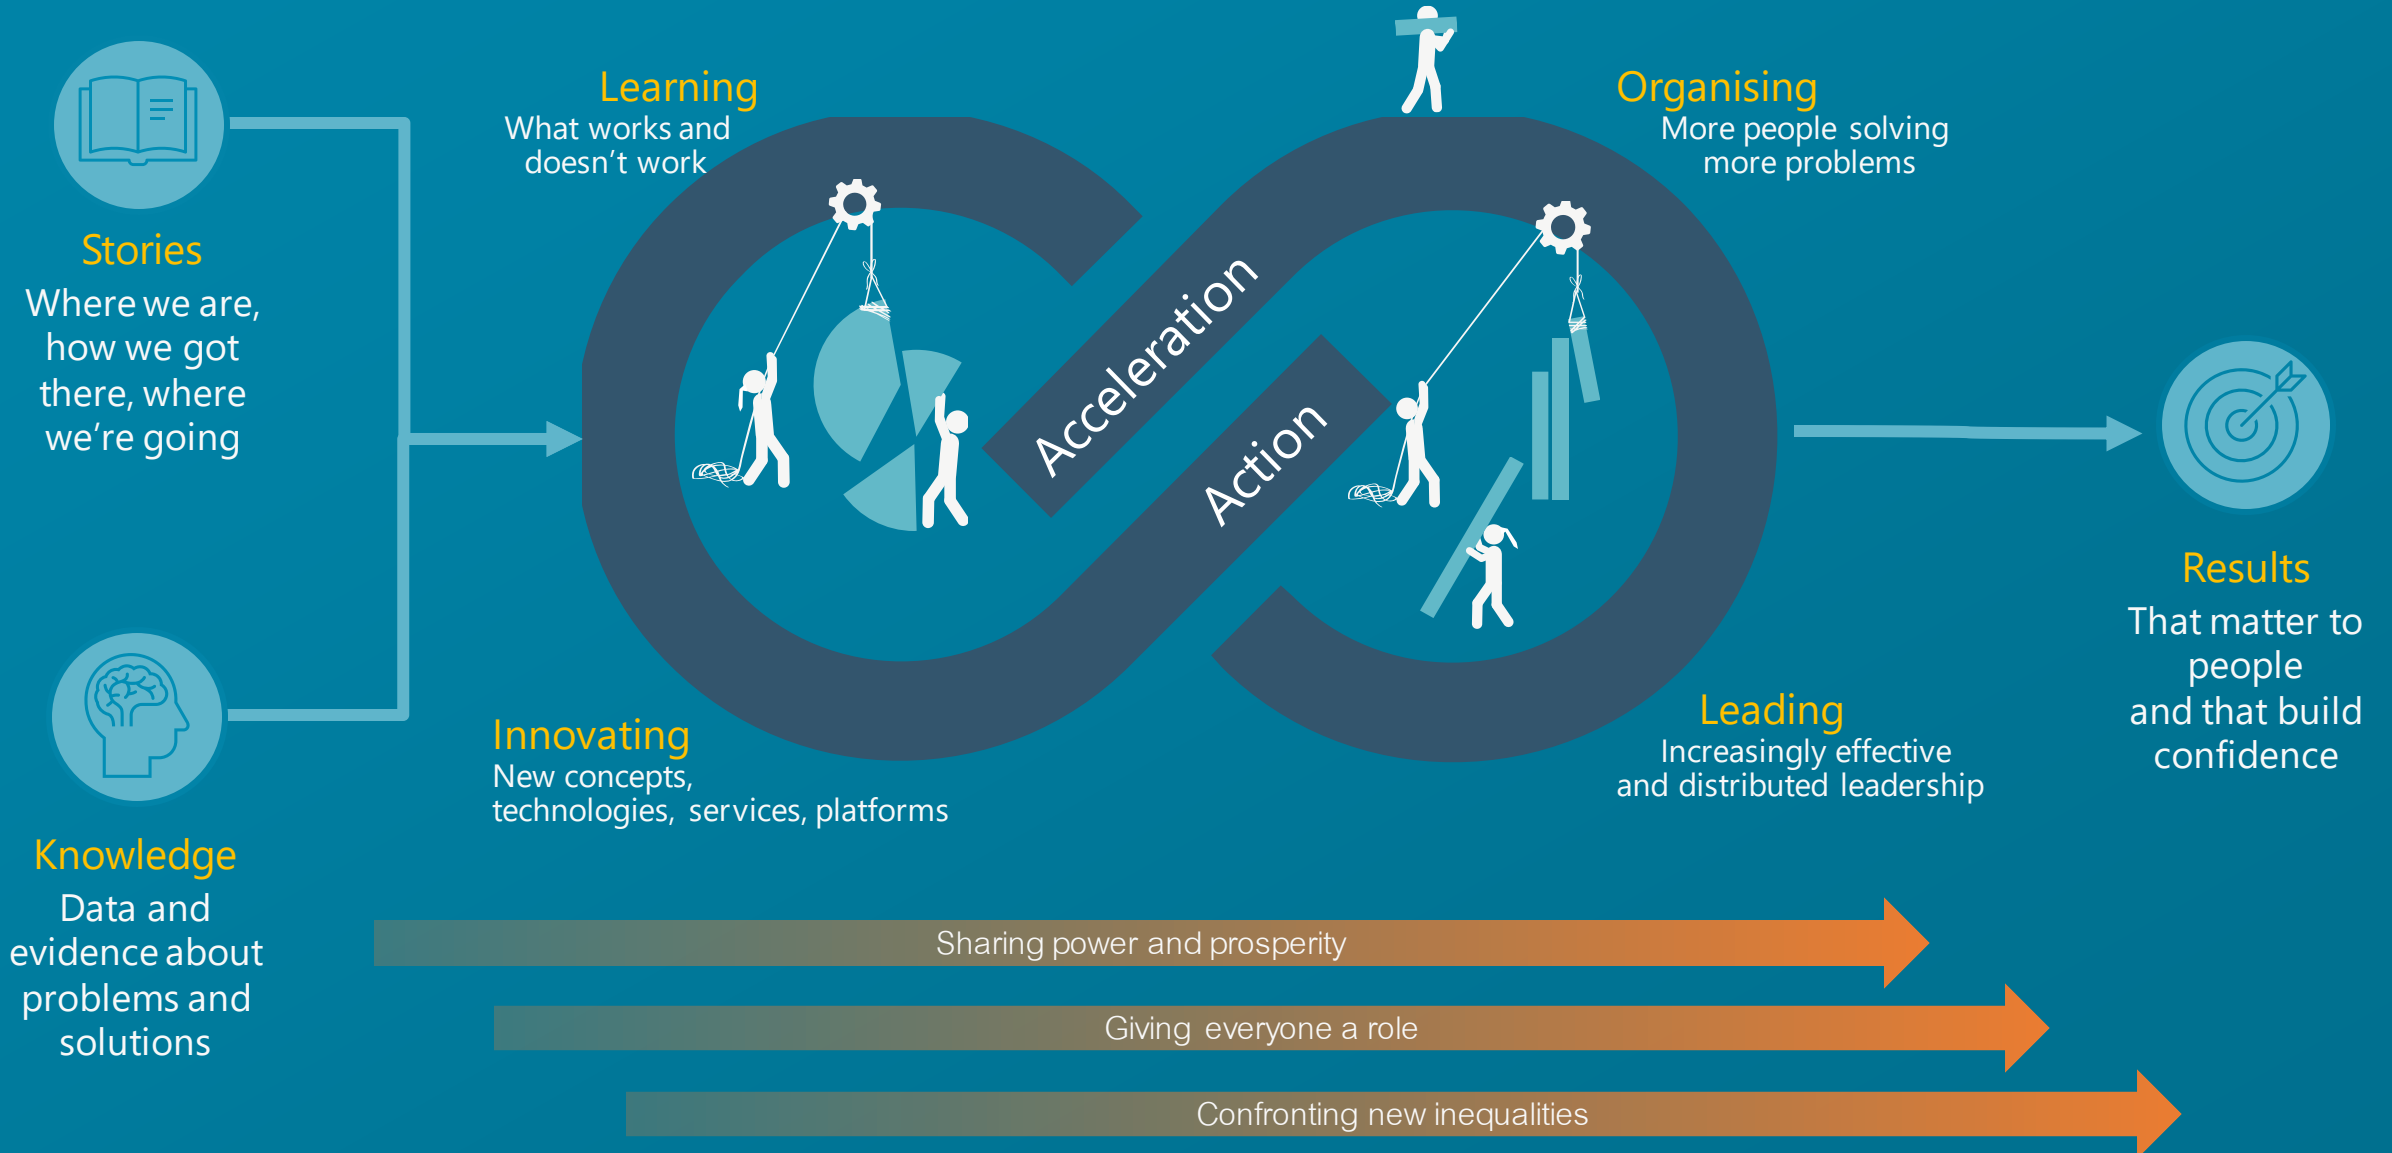 Stories
Where we are,
how we got
there, where
we’re going
Knowledge
Data and
evidence about
problems and
solutions
Learning
What works and
doesn’t work
Innovating
New concepts,
technologies, services, platforms
Acceleration
Action
Organising
More people solving
more problems
Leading
Increasingly effective
and distributed leadership
Results
That matter to
people
and that build
confidence
Sharing power and prosperity
Giving everyone a role
Confronting new inequalities